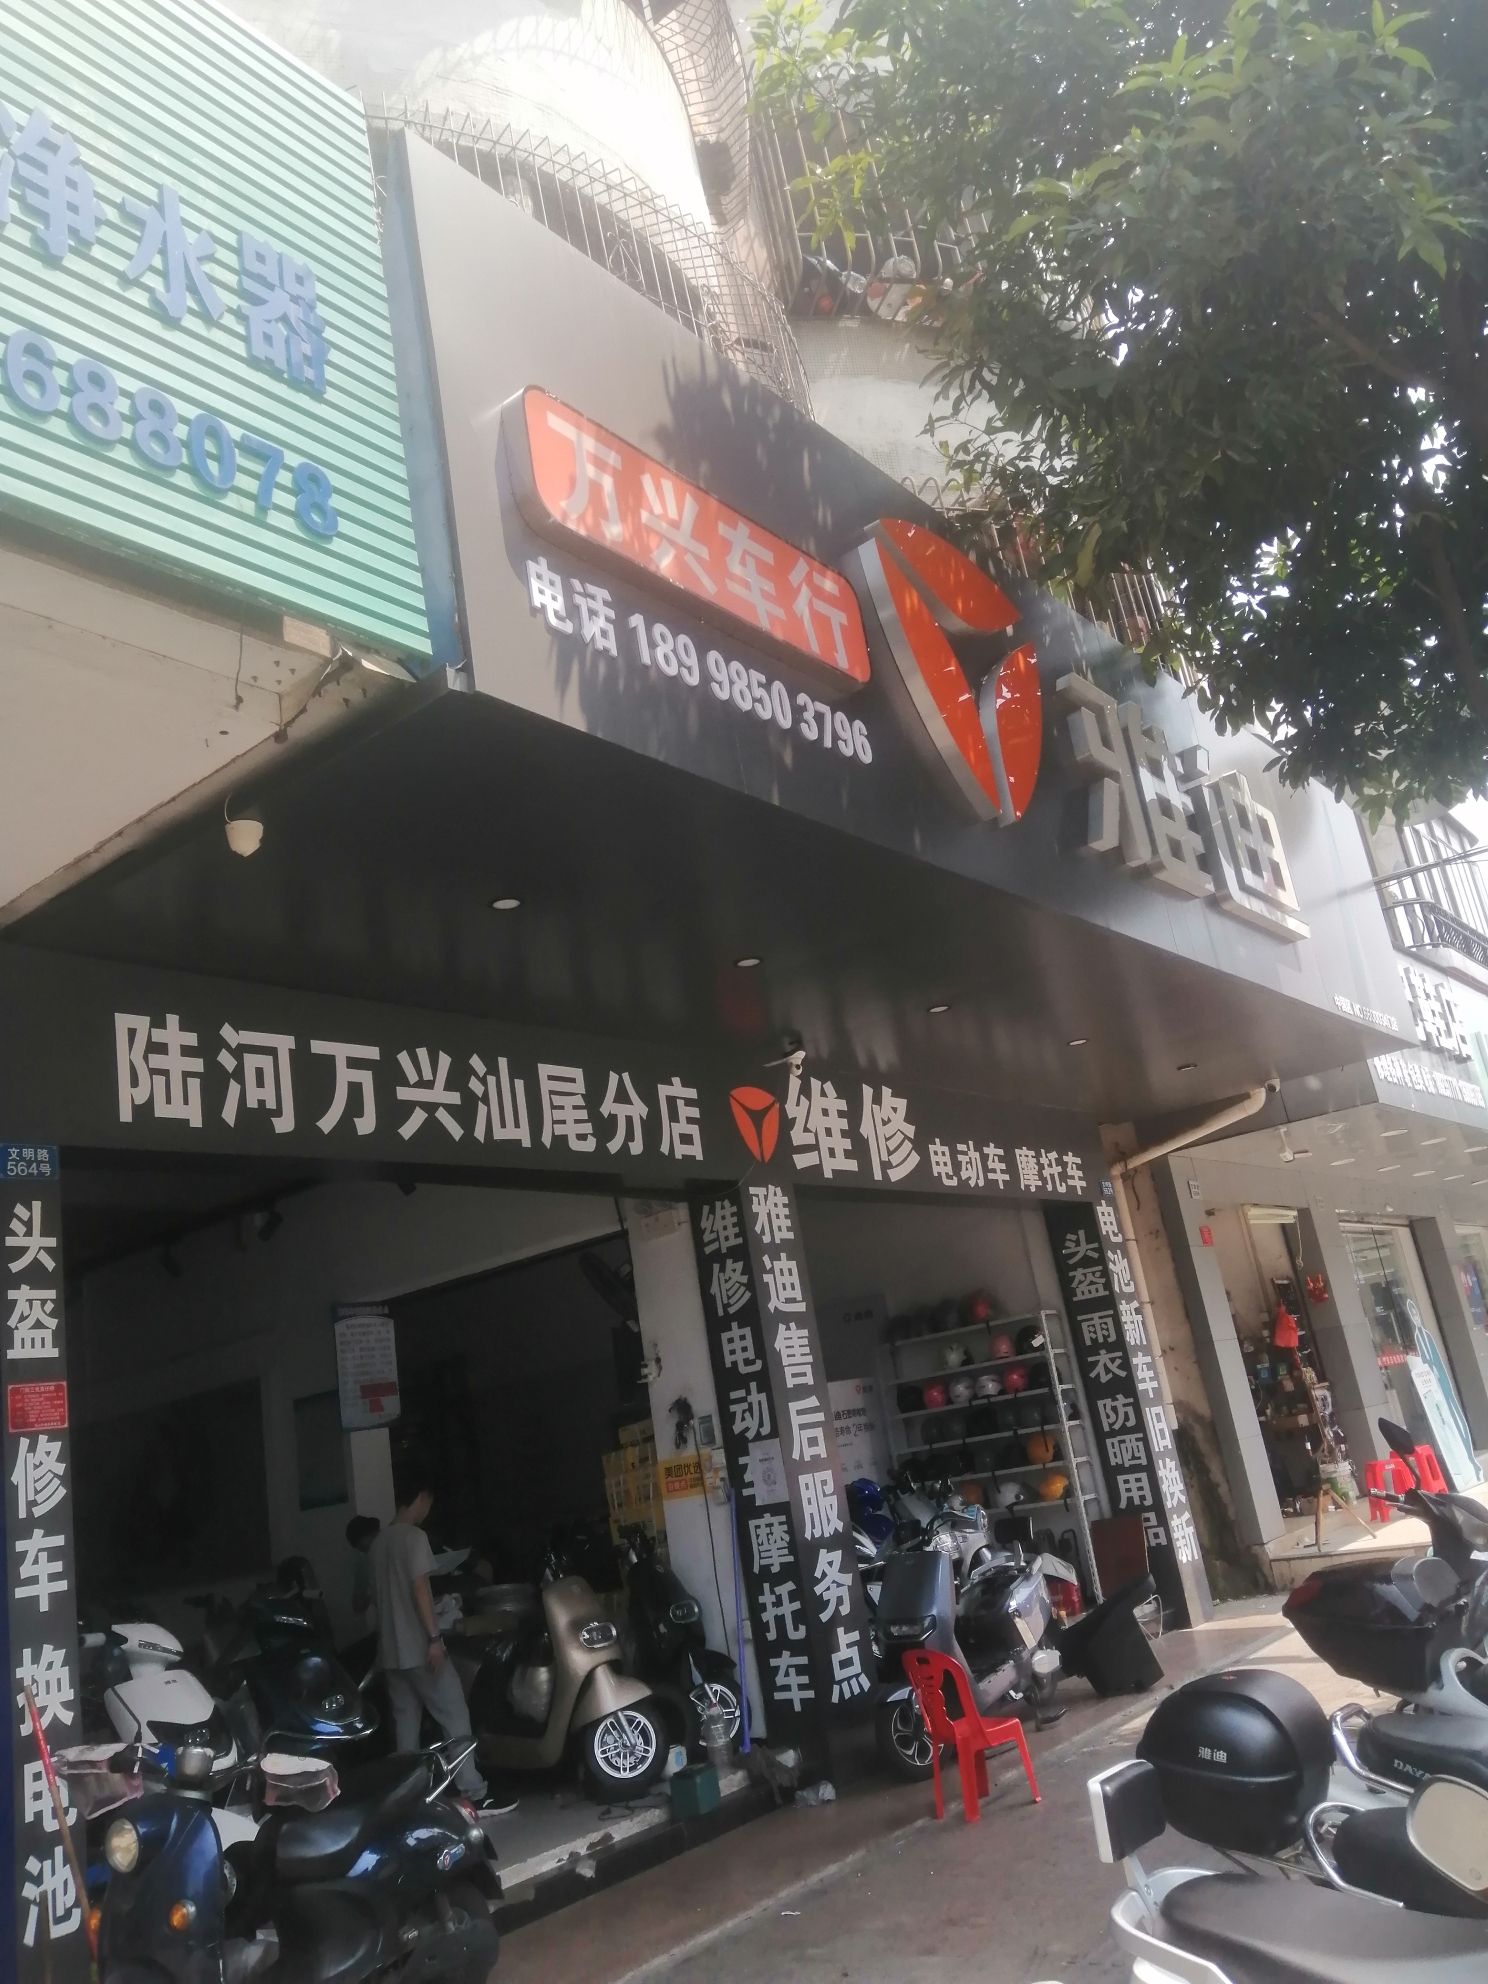 净水器
688078
万兴车行
电话 189 9850 3796
雅迪
陆河万兴汕尾分店
维修 电动车 摩托车
文明路
564号
头盔 修车 换电池
维修电动车摩托车
雅迪售后服务点
头盔雨衣防晒用品
电池新车旧换新
美团优选
雅迪